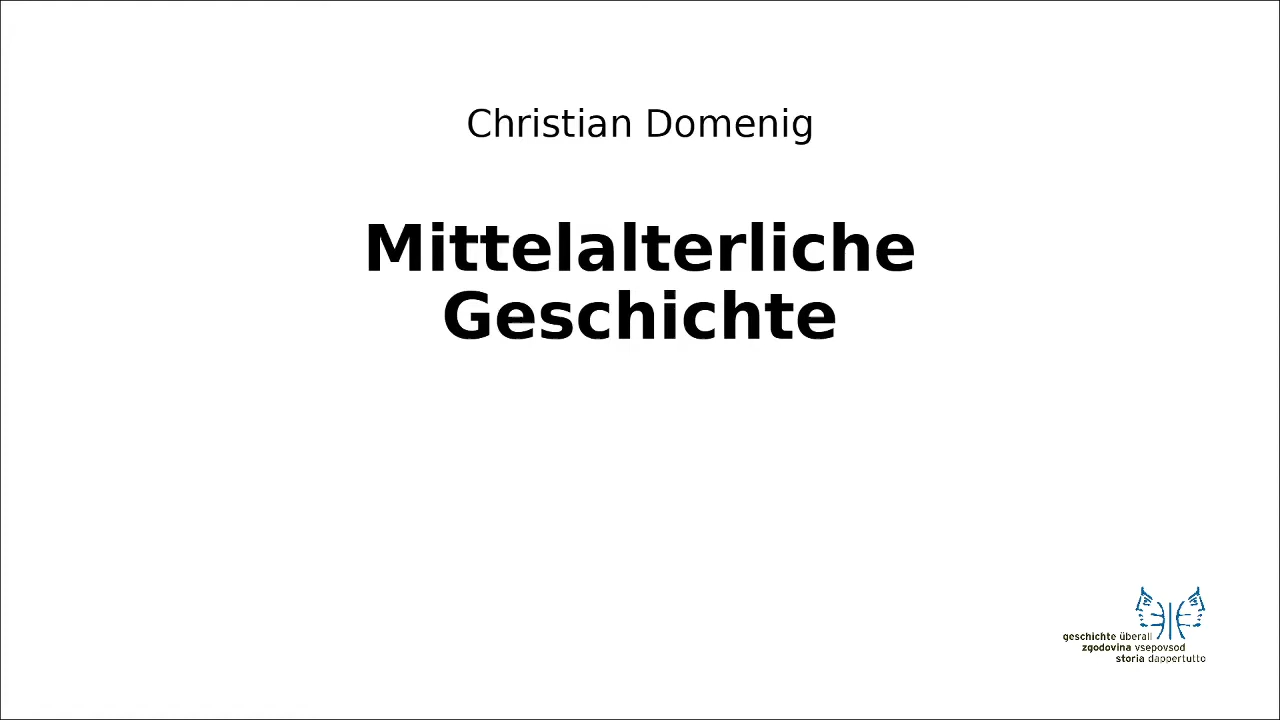 Christian Domenig
Mittelalterliche
Geschichte
geschichte überall
zgodovina vsepovsod
storia dappertutto